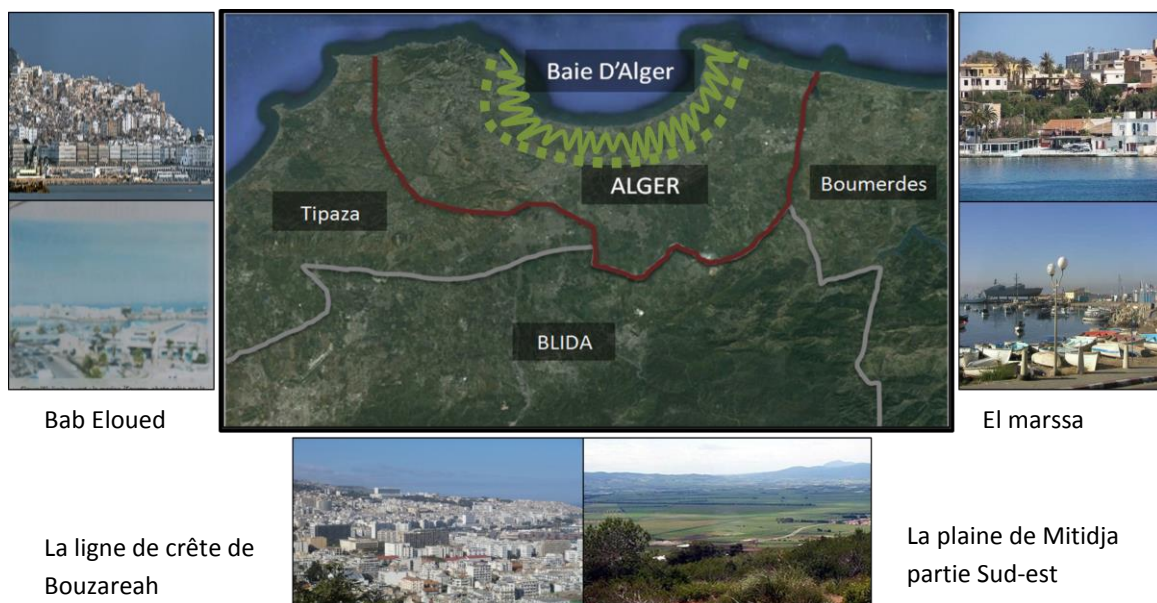 Baie D'Alger
ALGER
Boumerdes
Tipaza
BLIDA
Bab Eloued
El marssa
La ligne de crête de
Bouzareah
La plaine de Mitidja
partie Sud-est